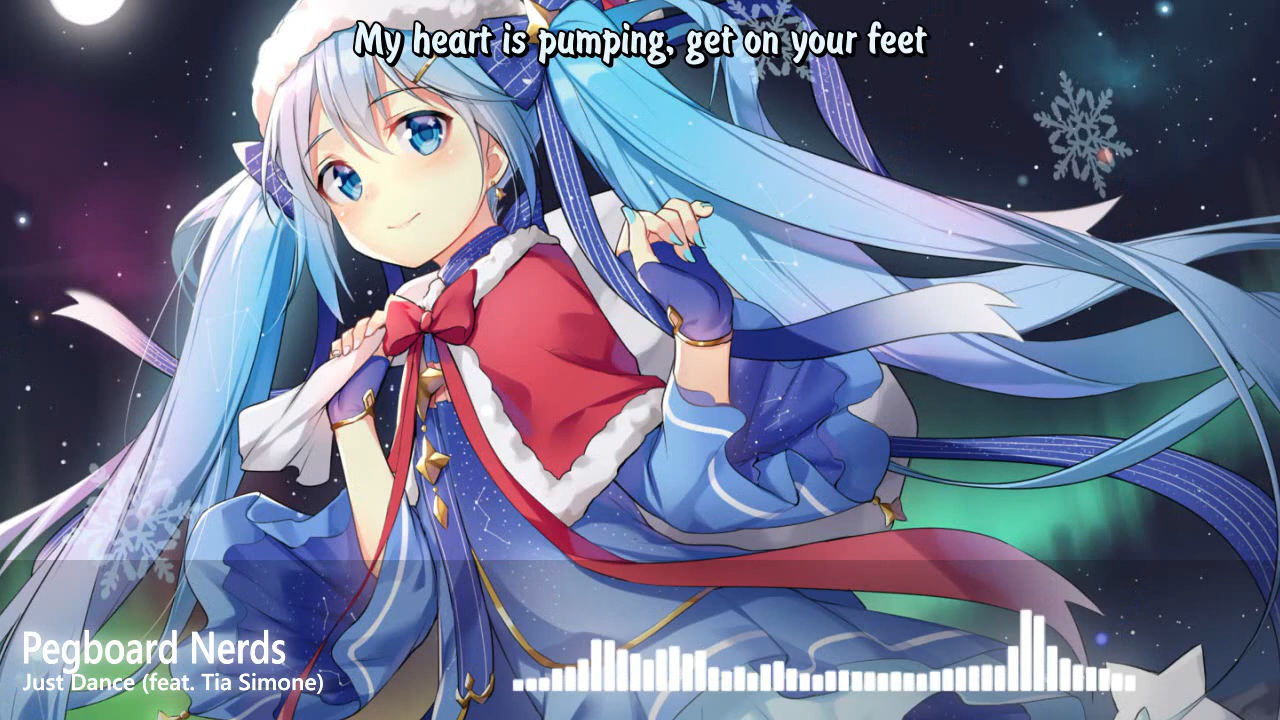 My heart is pumping, get on your feet
Pegboard Nerds
Just Dance (feat. Tia Simone)